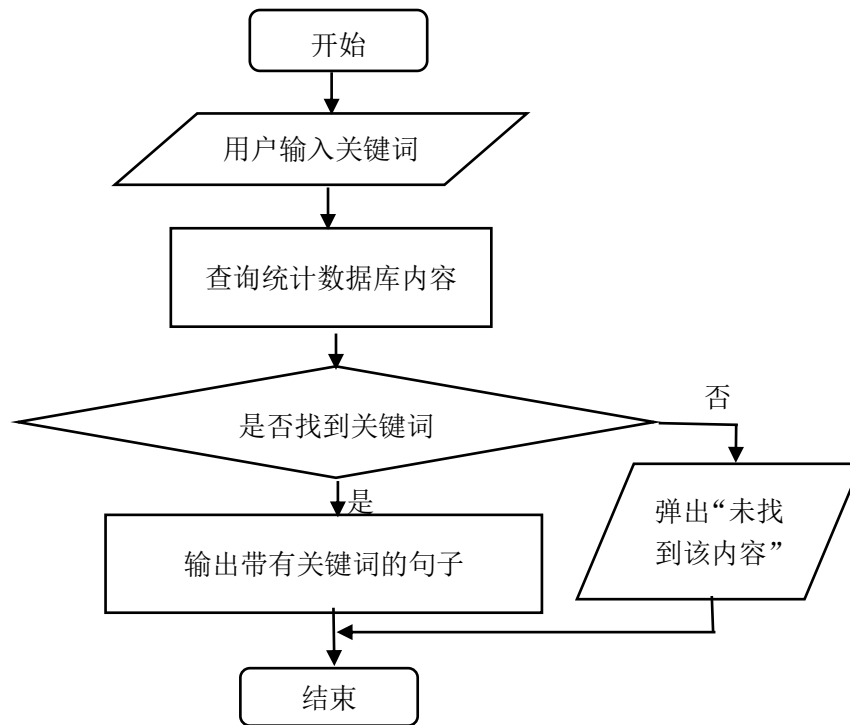 开始
用户输入关键词
查询统计数据库内容
是否找到关键词
否
是
弹出“未找
到该内容”
输出带有关键词的句子
结束